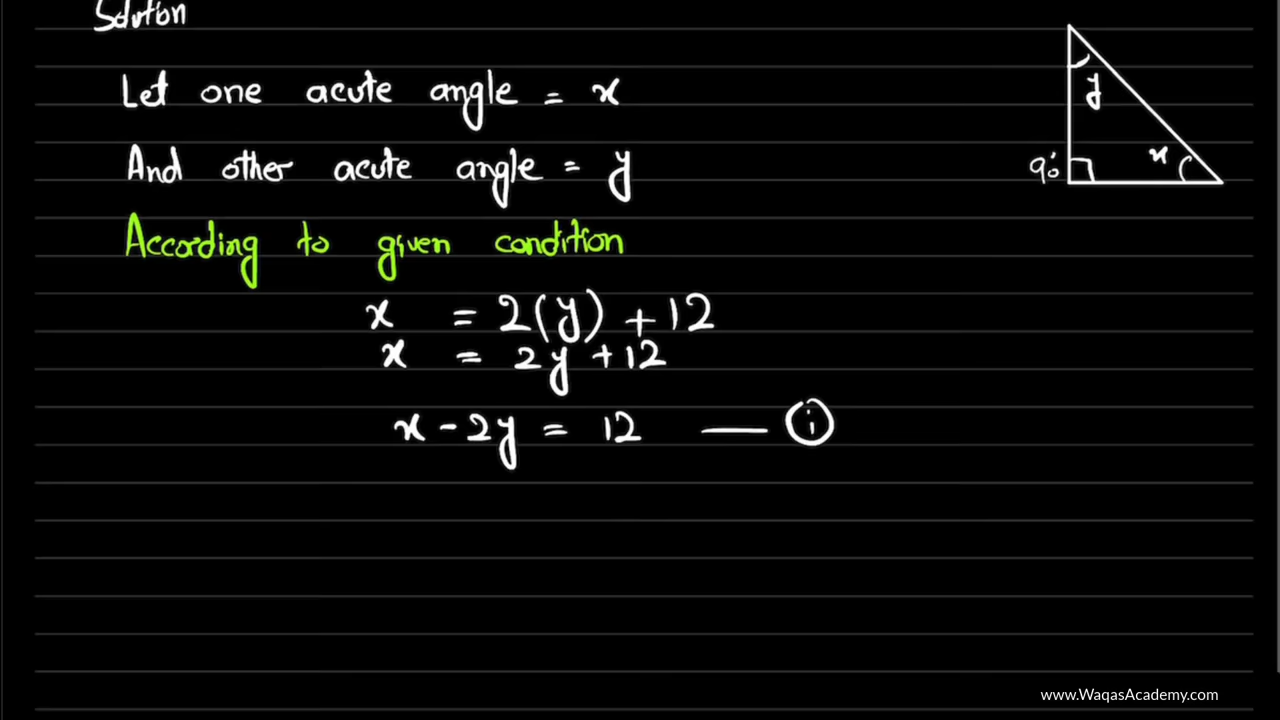 Solution
Let one acute angle = x
And other acute angle = y
According to given condition
x = 2(y) + 12
x = 2y + 12
x - 2y = 12 — i
y
x
90°
www.WaqasAcademy.com